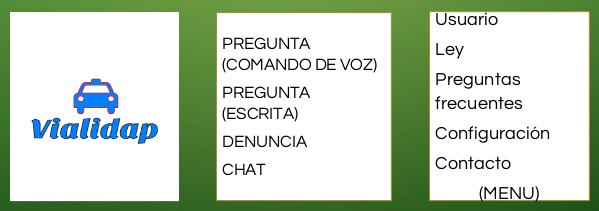 Vialidap
PREGUNTA
(COMANDO DE VOZ)
PREGUNTA
(ESCRITA)
DENUNCIA
CHAT
Usuario
Ley
Preguntas
frecuentes
Configuración
Contacto
(MENU)